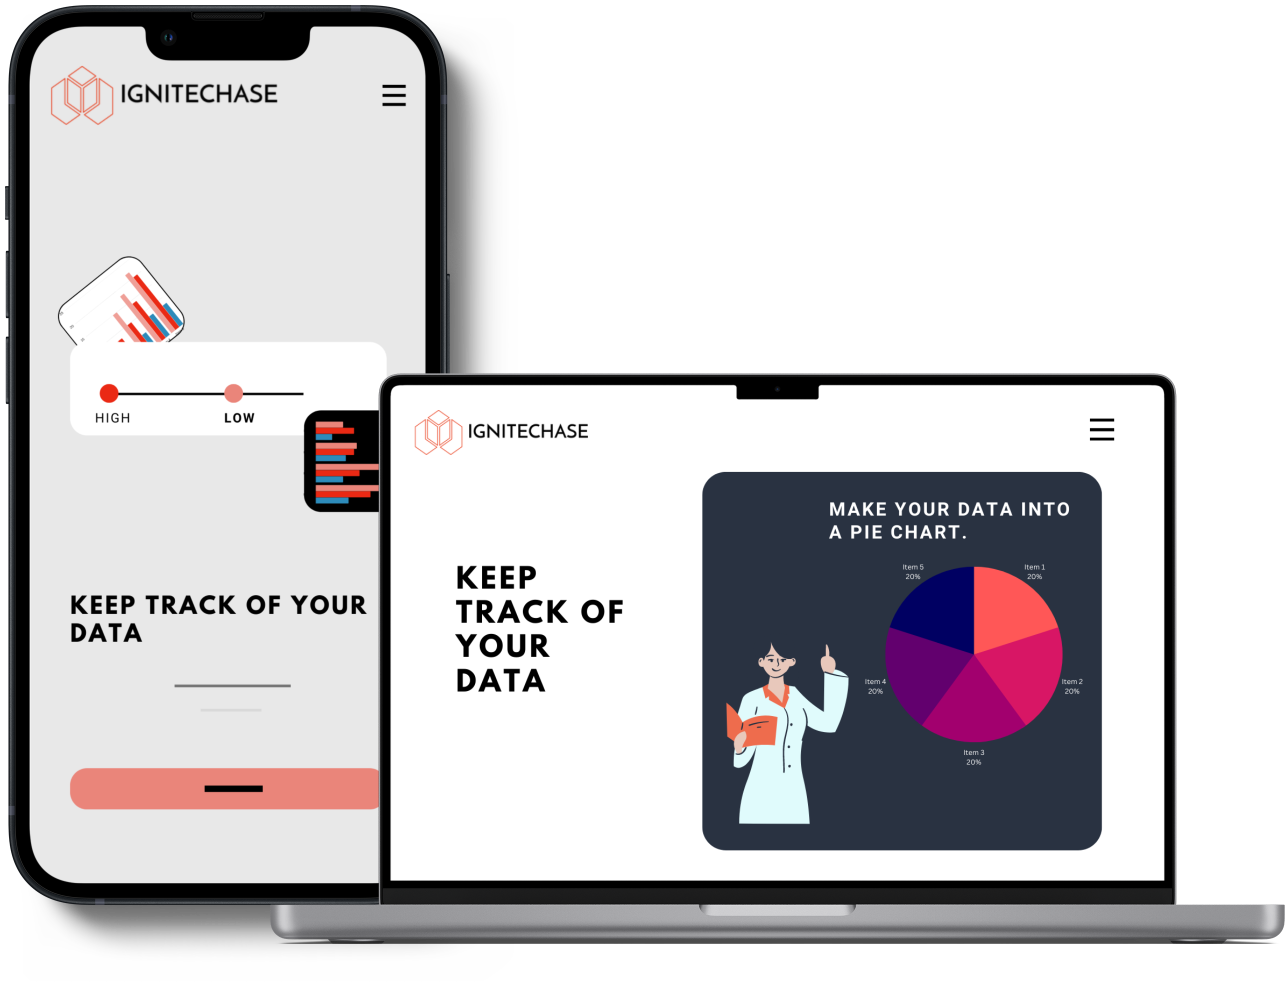 IGNITECHASE
HIGH
LOW
KEEP TRACK OF YOUR
DATA
IGNITECHASE
KEEP
TRACK OF
YOUR
DATA
MAKE YOUR DATA INTO
A PIE CHART.
Item 5
20%
Item 1
20%
Item 4
20%
Item 2
20%
Item 3
20%